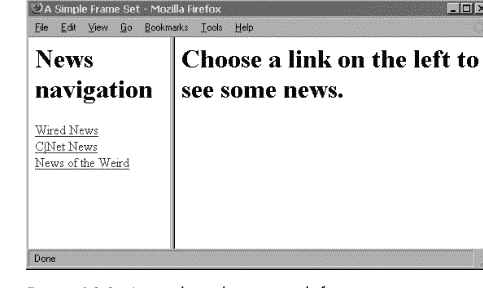 A Simple Frame Set - Mozilla Firefox
File Edit View Go Bookmarks Tools Help
News
navigation
Wired News
C|Net News
News of the Weird
Choose a link on the left to
see some news.
Done